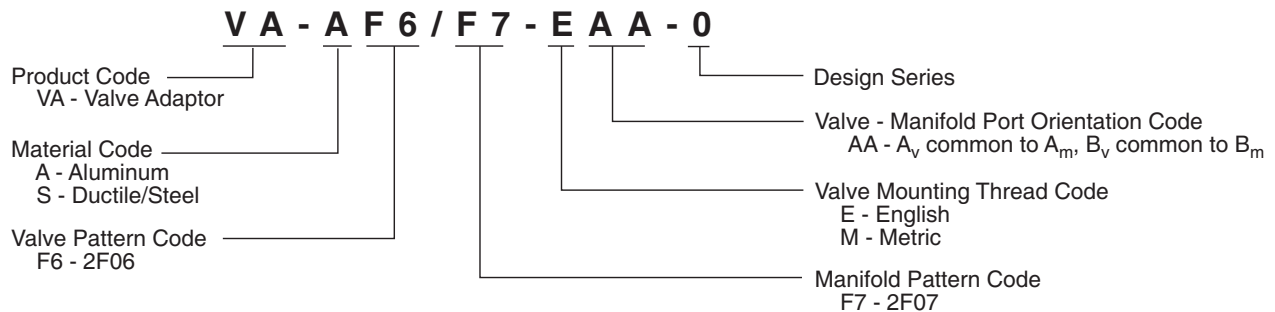 VA-AF6/F7-EAA-0
Product Code
VA - Valve Adaptor
Material Code
A - Aluminum
S - Ductile/Steel
Valve Pattern Code
F6 - 2F06
Design Series
Valve - Manifold Port Orientation Code
AA - Av common to Am, Bv common to Bm
Valve Mounting Thread Code
E - English
M - Metric
Manifold Pattern Code
F7 - 2F07